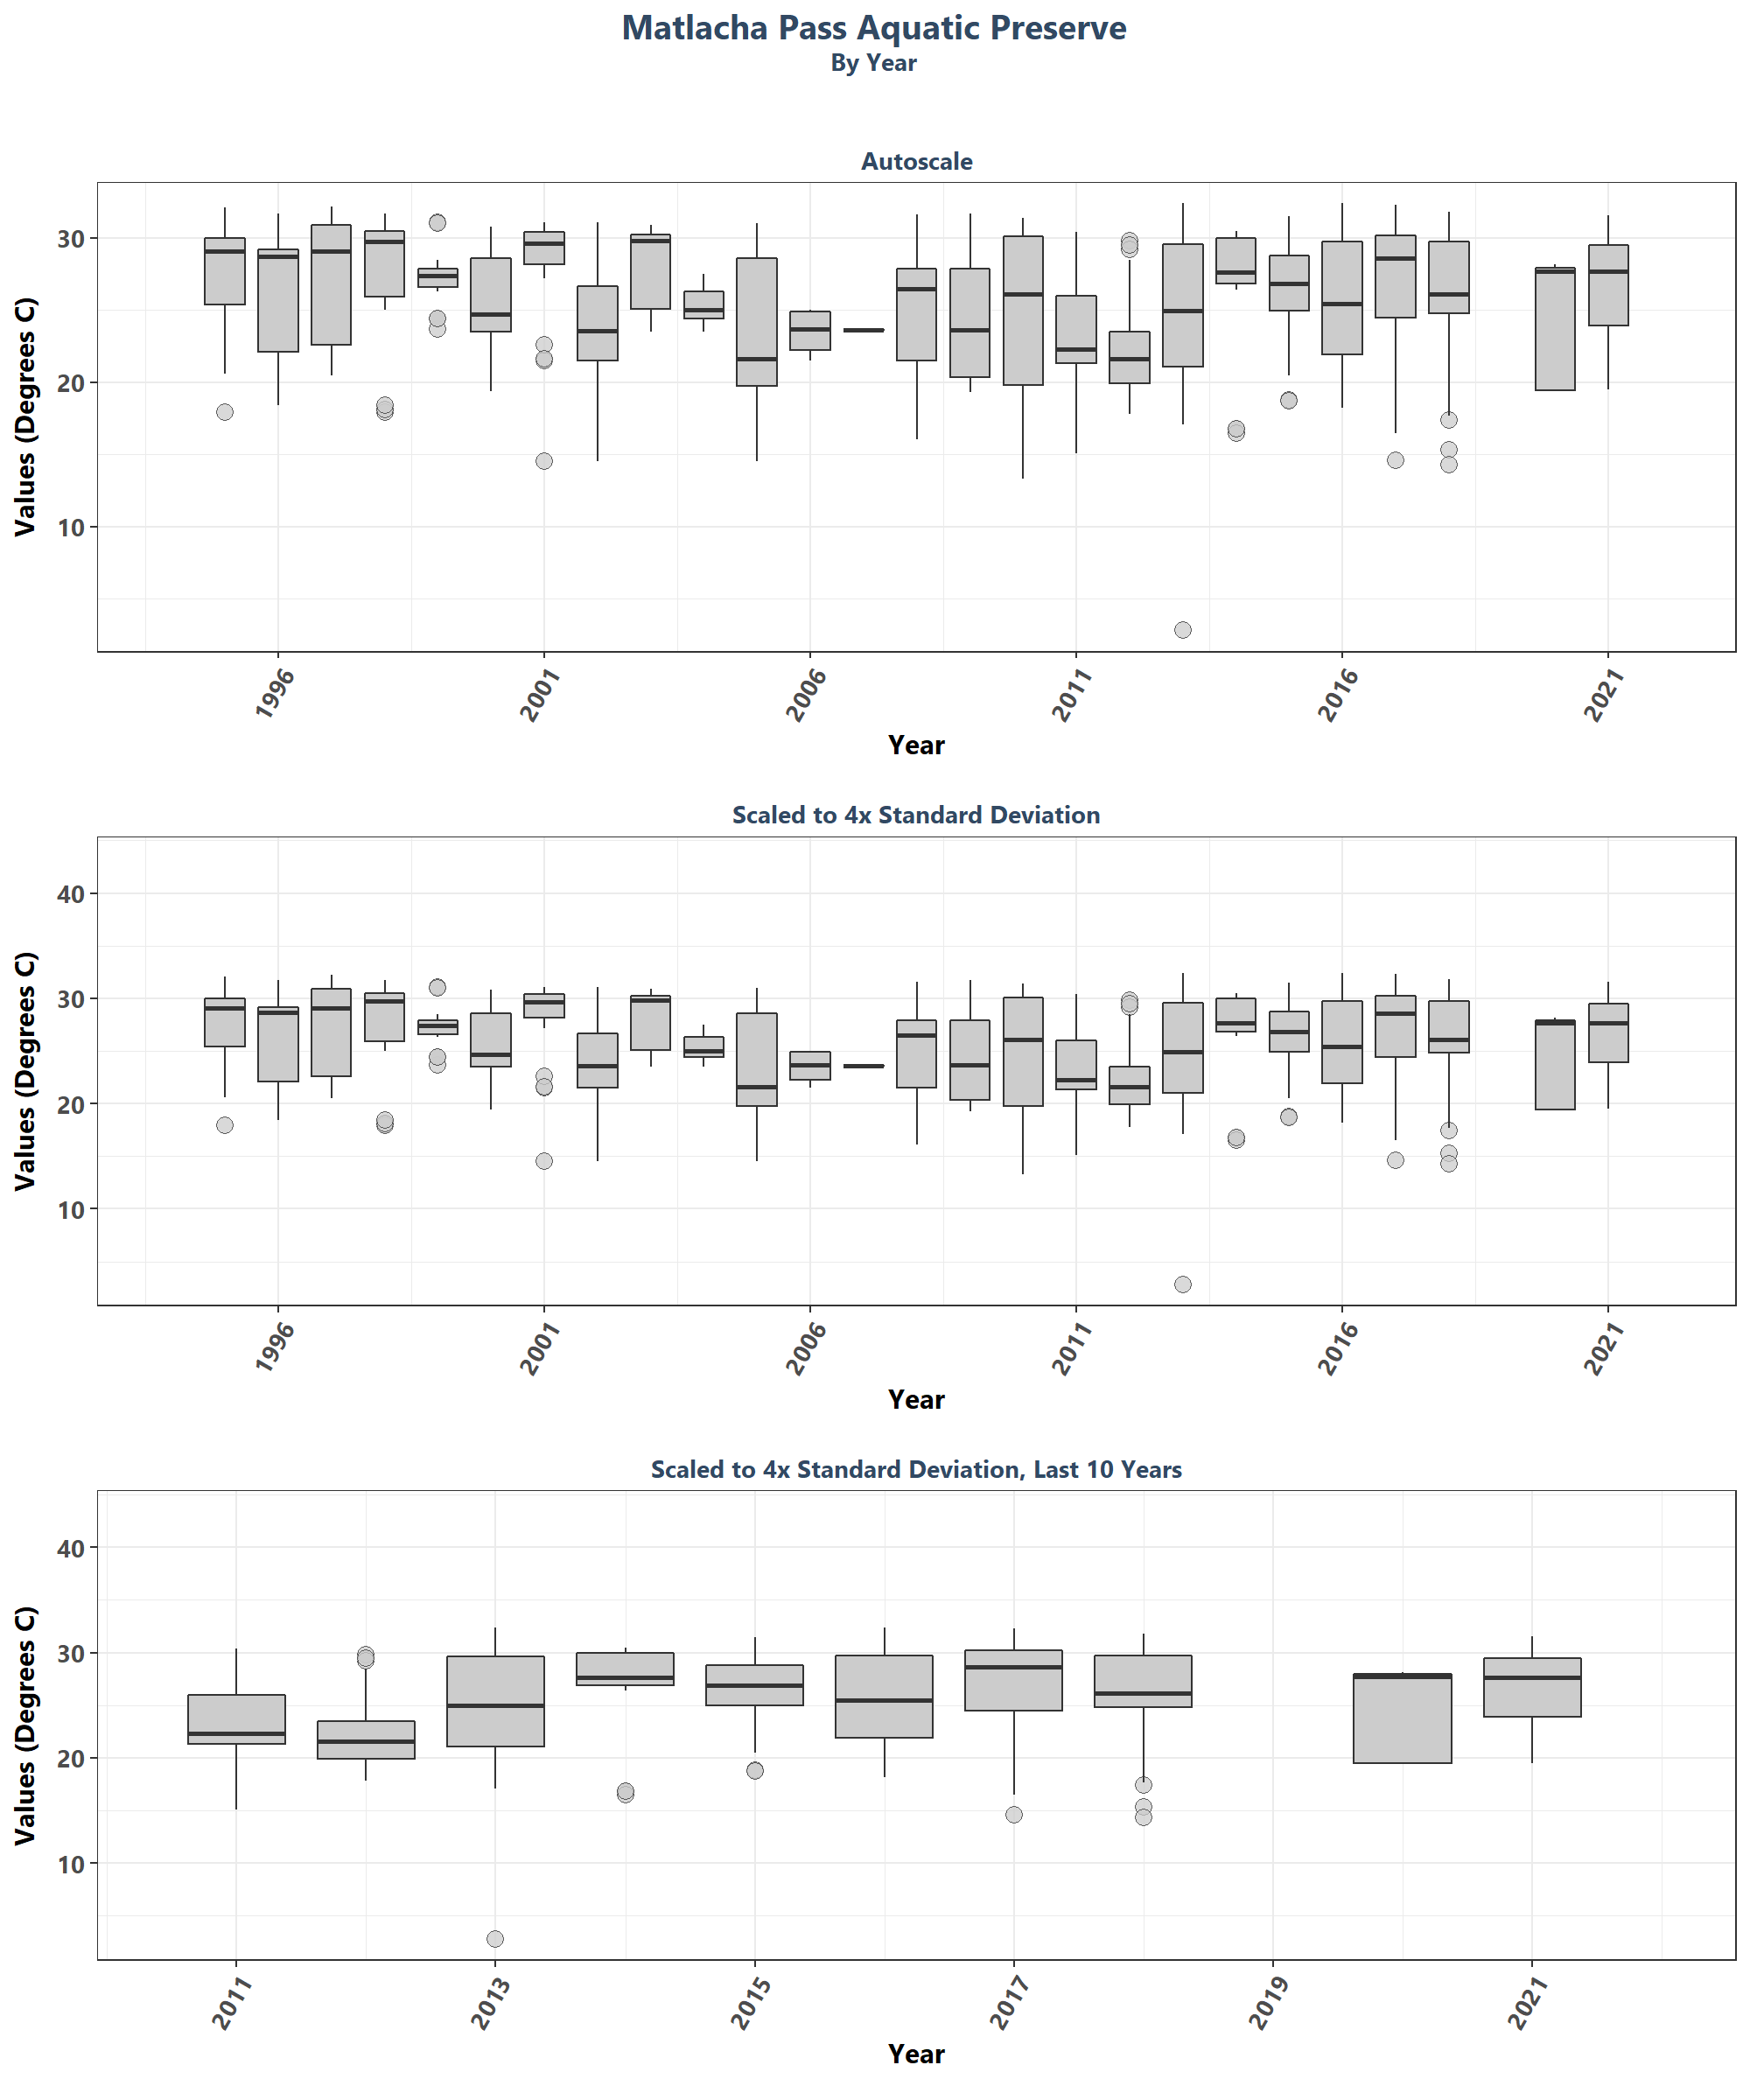 Matlacha Pass Aquatic Preserve
By Year
Autoscale
Values (Degrees C)
30
20
10
1996
2001
2006
2011
2016
2021
Year
Scaled to 4x Standard Deviation
Values (Degrees C)
40
30
20
10
1996
2001
2006
2011
2016
2021
Year
Scaled to 4x Standard Deviation, Last 10 Years
Values (Degrees C)
40
30
20
10
2011
2013
2015
2017
2019
2021
Year